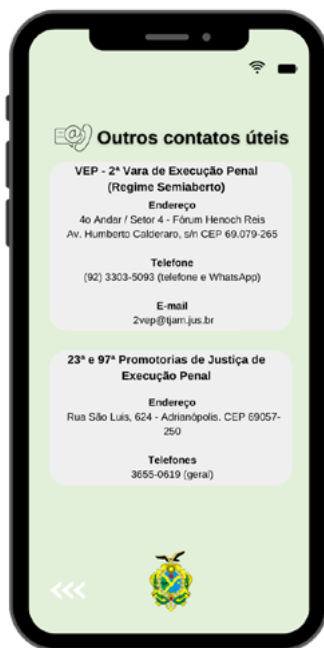 Outros contatos úteis
VEP - 2ª Vara de Execução Penal
(Regime Semiaberto)
Endereço
4o Andar / Setor 4 - Fórum Henoch Reis
Av. Humberto Calderaro, s/n CEP 69.079-265
Telefone
(92) 3303-5093 (telefone e WhatsApp)
E-mail
2vep@tjam.jus.br
23ª e 97ª Promotorias de Justiça de
Execução Penal
Endereço
Rua São Luis, 624 - Adrianópolis. CEP 69057-
250
Telefones
3655-0619 (geral)